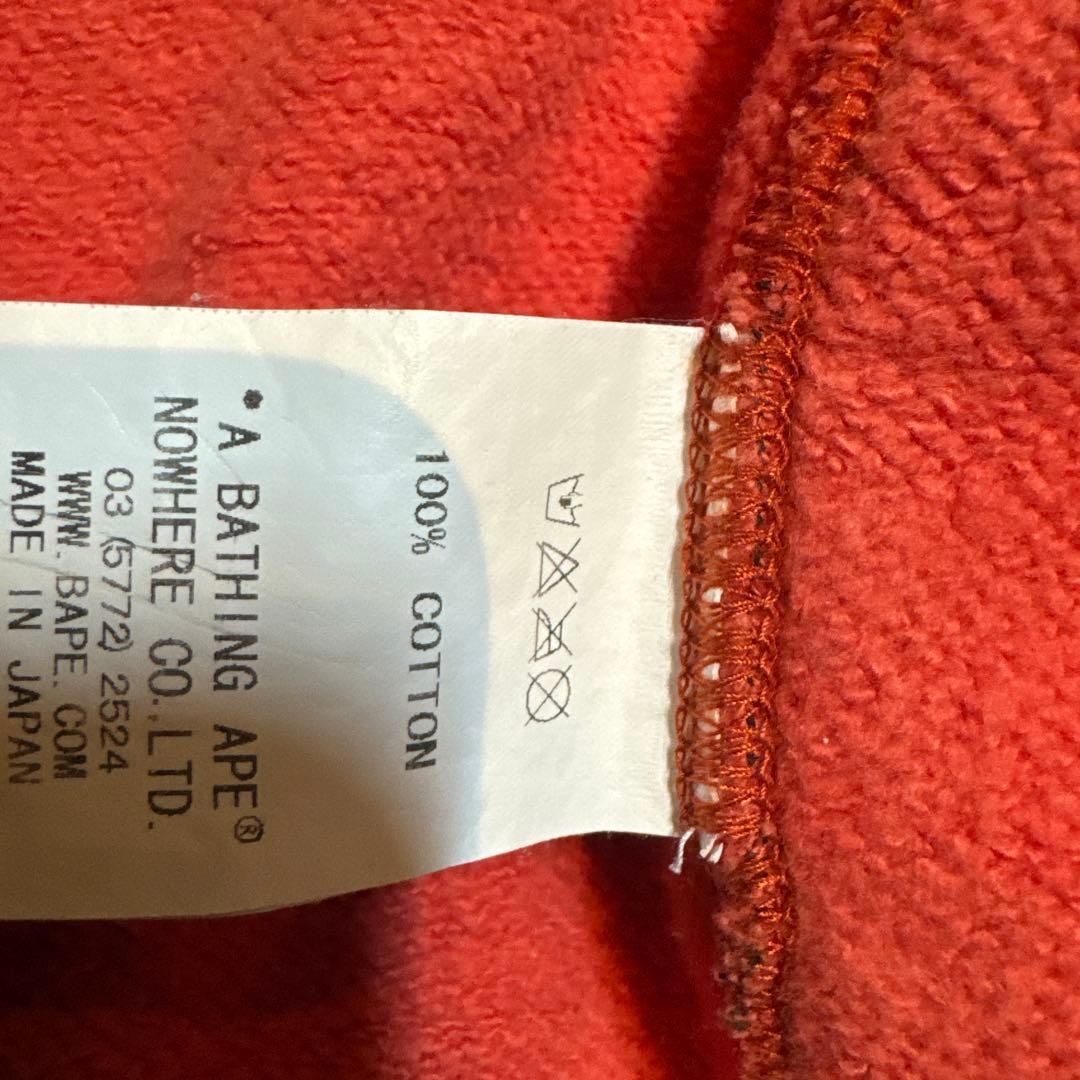 100% COTTON
• A BATHING APE®
NOWHERE CO.,LTD.
03 (5772) 2524
WWW.BAPE.COM
MADE IN JAPAN